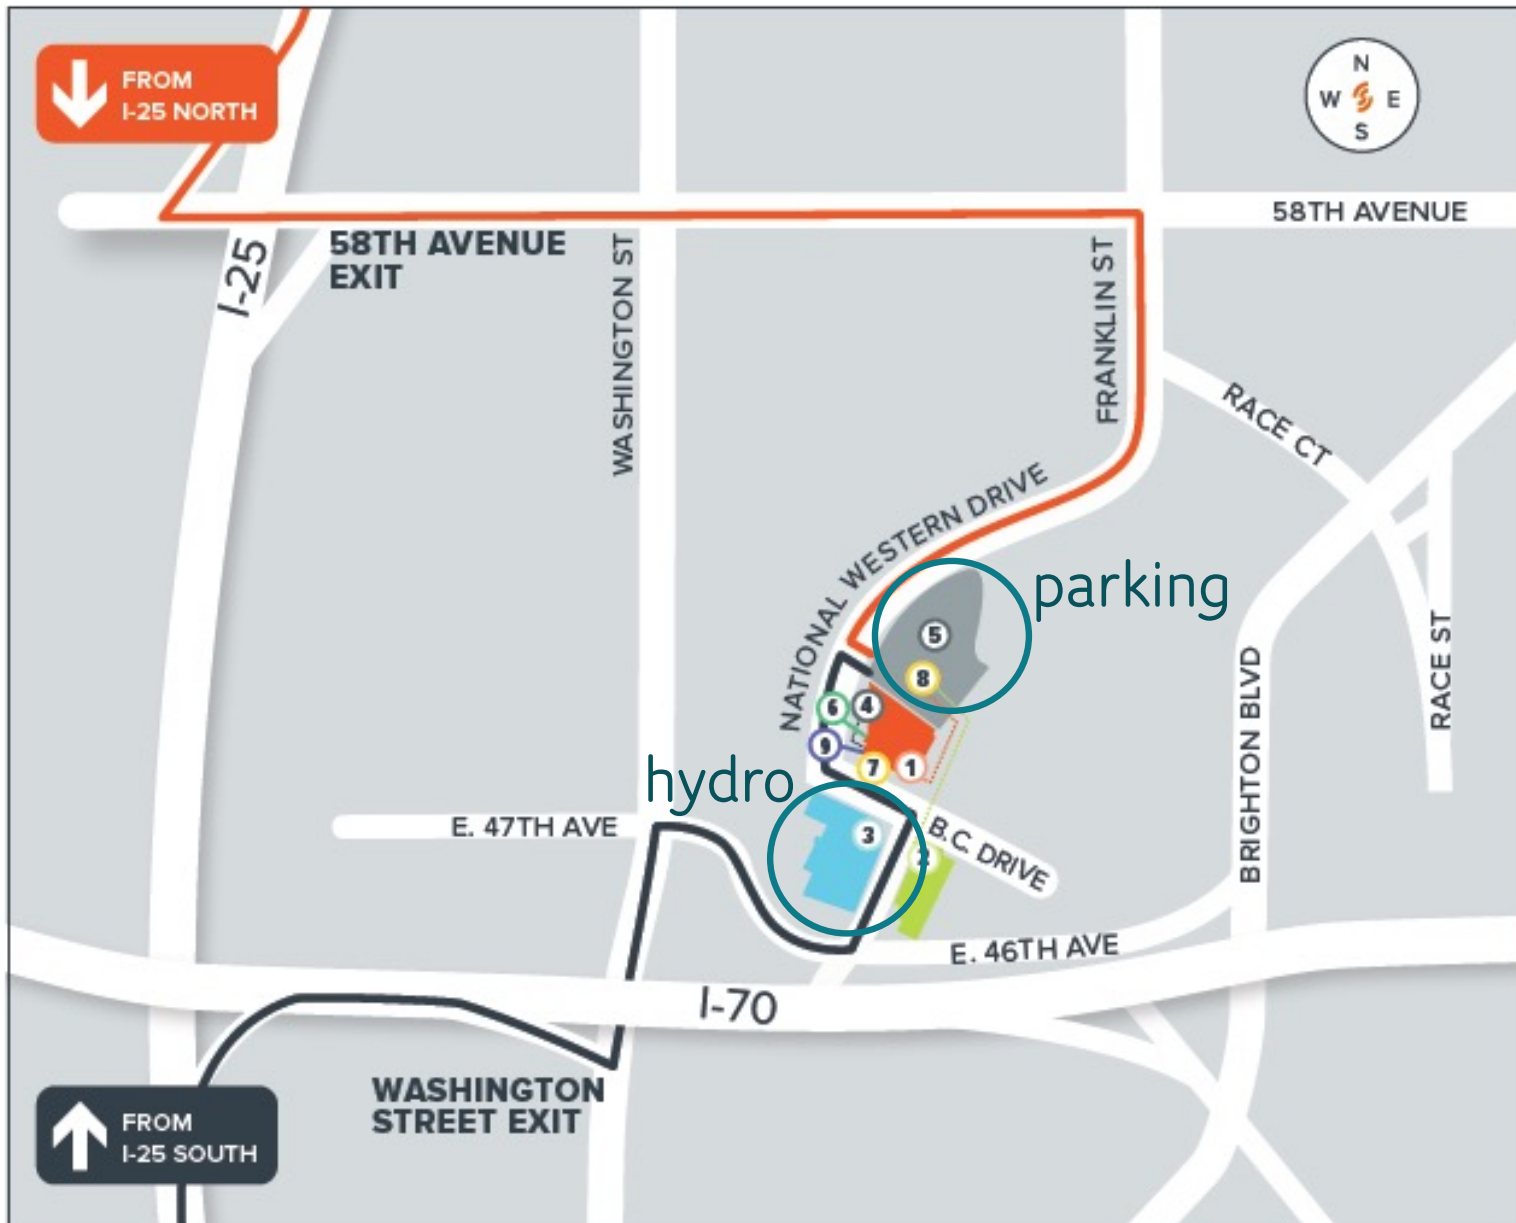 FROM
I-25 NORTH
N
W E
S
58TH AVENUE
58TH AVENUE
EXIT
I-25
WASHINGTON ST
FRANKLIN ST
RACE CT
NATIONAL WESTERN DRIVE
parking
5
8
6
4
9
7
1
RACE ST
BRIGHTON BLVD
hydro
3
2
B.C. DRIVE
E. 47TH AVE
E. 46TH AVE
I-70
WASHINGTON
STREET EXIT
FROM
I-25 SOUTH